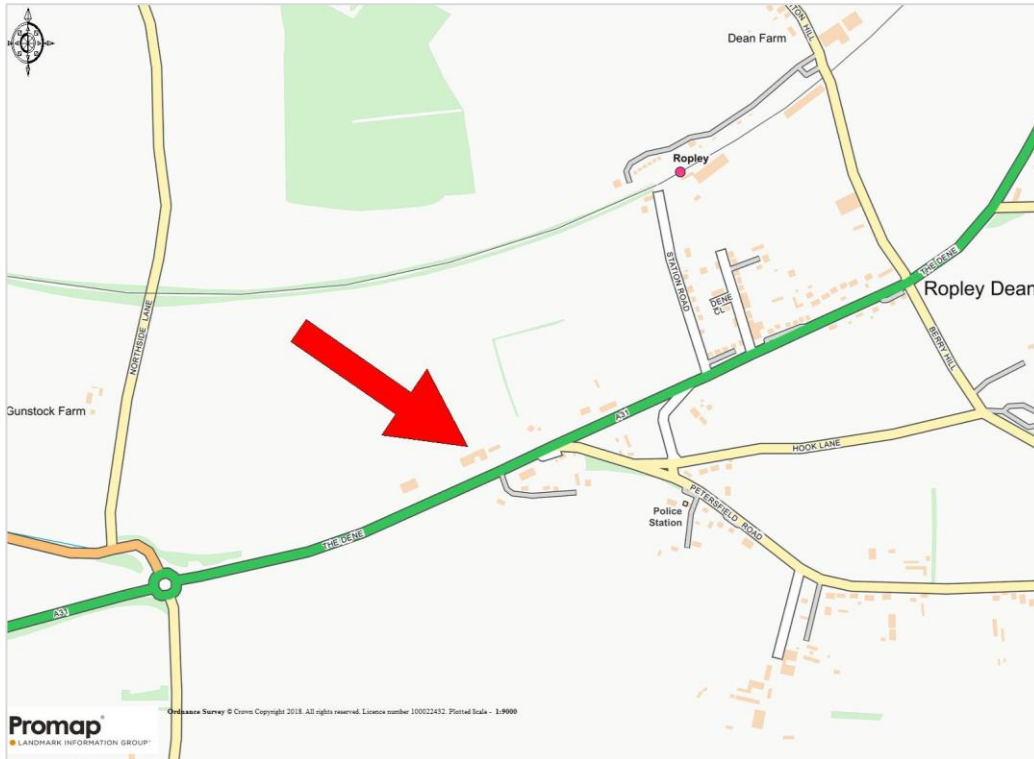 TON HILL
Dean Farm
Ropley
STATION ROAD
DENE
CL
THE DENE
Ropley Dean
NORTHSIDE LANE
BERRY HILL
Gunstock Farm
A31
HOOK LANE
PETERSFIELD ROAD
Police
Station
THE DENE
A31
Ordnance Survey © Crown Copyright 2018. All rights reserved. Licence number 100022432. Plotted Scale - 1:9000
Promap®
LANDMARK INFORMATION GROUP®